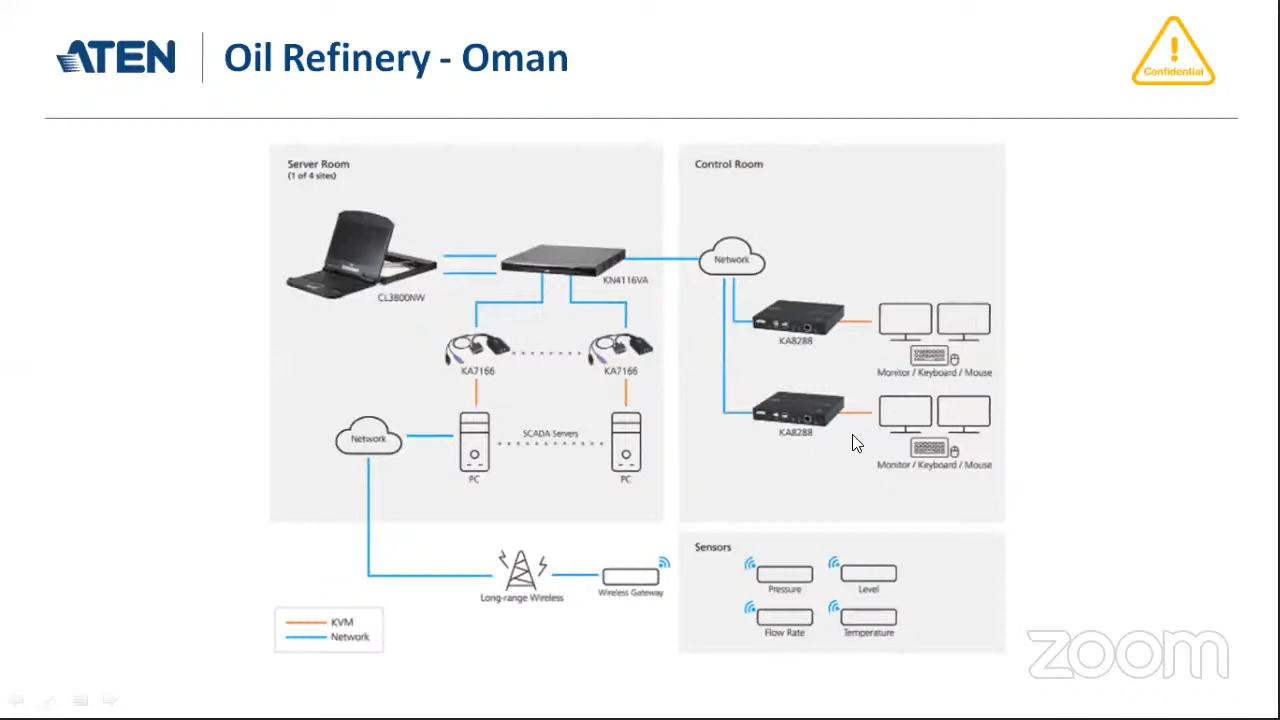 ATEN
Oil Refinery - Oman
Confidential
Server Room
(1 of 4 sites)
CL3800NW
KN4116VA
KA7166
KA7166
Network
SCADA Servers
PC
PC
Control Room
Network
KA8288
Monitor / Keyboard / Mouse
KA8288
Monitor / Keyboard / Mouse
Long-range Wireless
Wireless Gateway
Sensors
Pressure
Level
Flow Rate
Temperature
KVM
Network
zoom